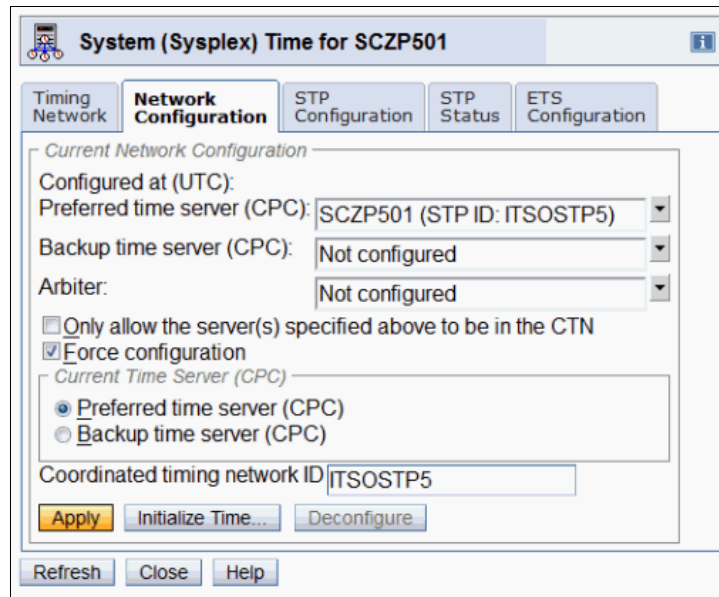 System (Sysplex) Time for SCZP501
i
Timing
Network
Network
Configuration
STP
Configuration
STP
Status
ETS
Configuration
Current Network Configuration
Configured at (UTC):
Preferred time server (CPC): SCZP501 (STP ID: ITSOSTP5)
Backup time server (CPC): Not configured
Arbiter: Not configured
Only allow the server(s) specified above to be in the CTN
Force configuration
Current Time Server (CPC)
Preferred time server (CPC)
Backup time server (CPC)
Coordinated timing network ID ITSOSTP5
Apply Initialize Time... Deconfigure
Refresh Close Help